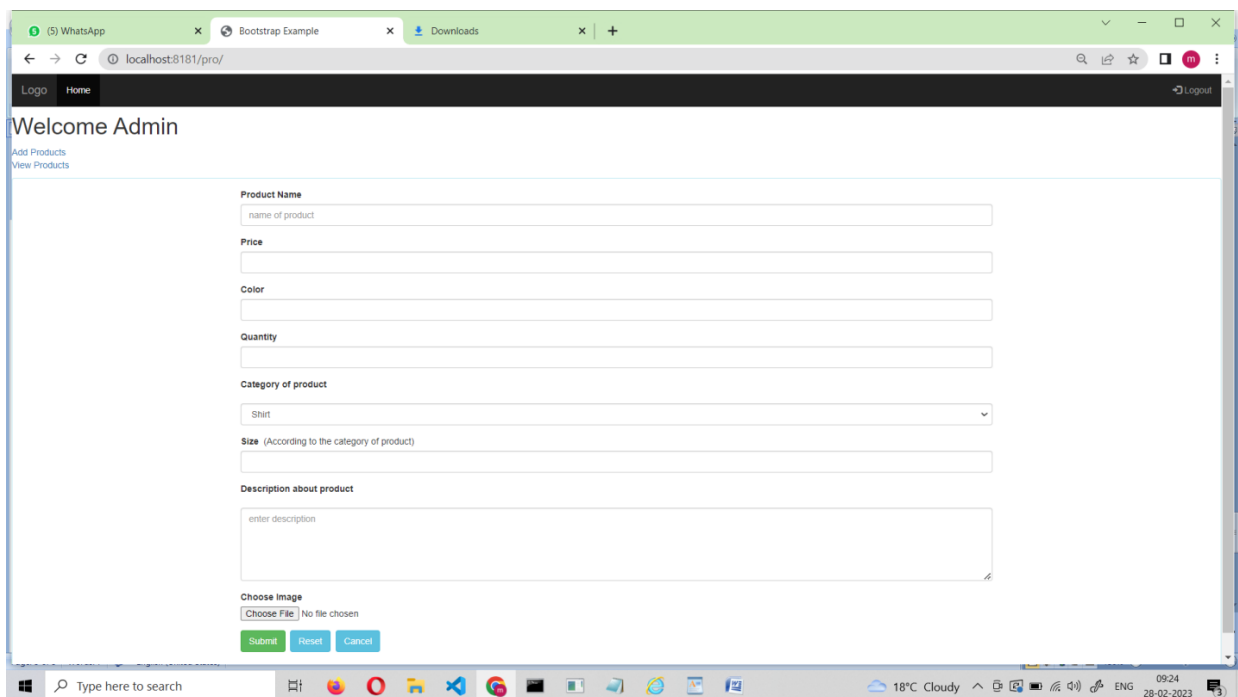 (5) WhatsApp
Bootstrap Example
Downloads
localhost:8181/pro/
m
Logo Home
Logout
Welcome Admin
Add Products
View Products
Product Name
name of product
Price
Color
Quantity
Category of product
Shirt
Size (According to the category of product)
Description about product
enter description
Choose Image
Choose File No file chosen
Submit Reset Cancel
Type here to search
18°C Cloudy
ENG
09:24
28-02-2023